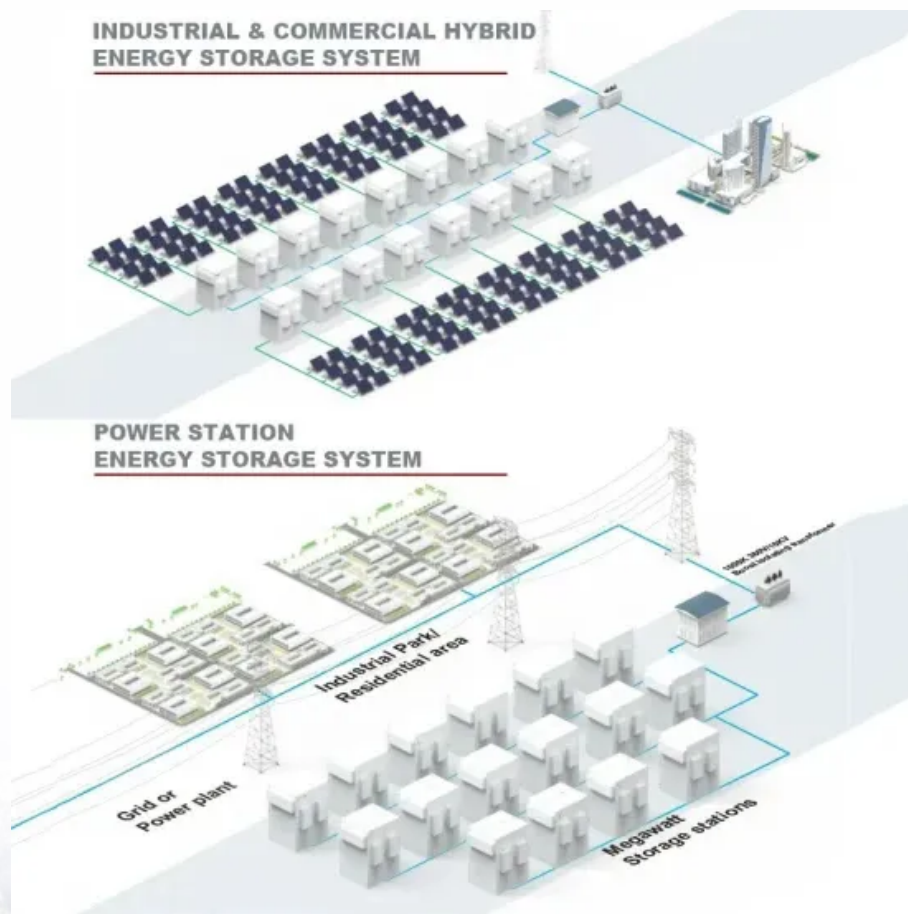 INDUSTRIAL & COMMERCIAL HYBRID
ENERGY STORAGE SYSTEM
POWER STATION
ENERGY STORAGE SYSTEM
Industrial Park/
Residential area
Grid or
Power plant
Megawatt
Storage stations